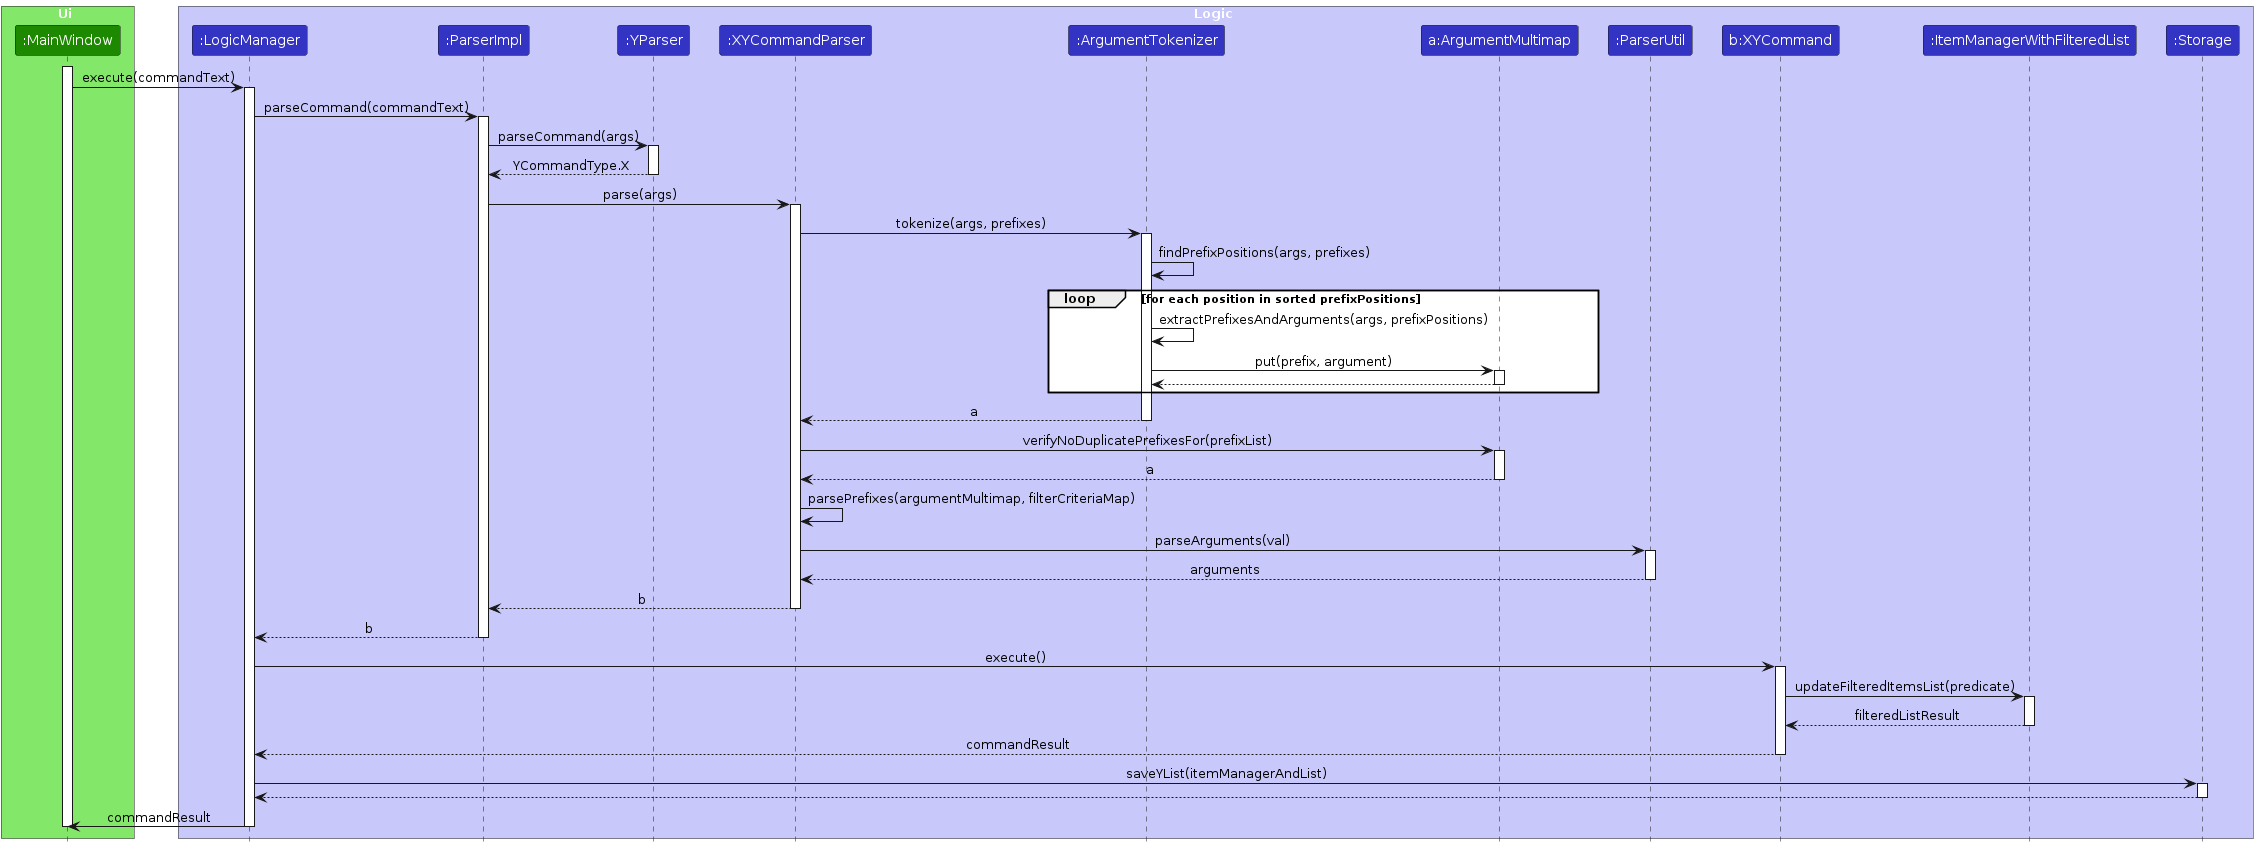 Ui
Logic
:MainWindow
:LogicManager
:ParserImpl
:YParser
:XYCommandParser
:ArgumentTokenizer
a:ArgumentMultimap
:ParserUtil
b:XYCommand
:ItemManagerWithFilteredList
:Storage
execute(commandText)
parseCommand(commandText)
parseCommand(args)
YCommandType.X
parse(args)
tokenize(args, prefixes)
findPrefixPositions(args, prefixes)
loop
[for each position in sorted prefixPositions]
extractPrefixesAndArguments(args, prefixPositions)
put(prefix, argument)
a
verifyNoDuplicatePrefixesFor(prefixList)
a
parsePrefixes(argumentMultimap, filterCriteriaMap)
parseArguments(val)
arguments
b
b
execute()
updateFilteredItemsList(predicate)
filteredListResult
commandResult
saveYList(itemManagerAndList)
commandResult